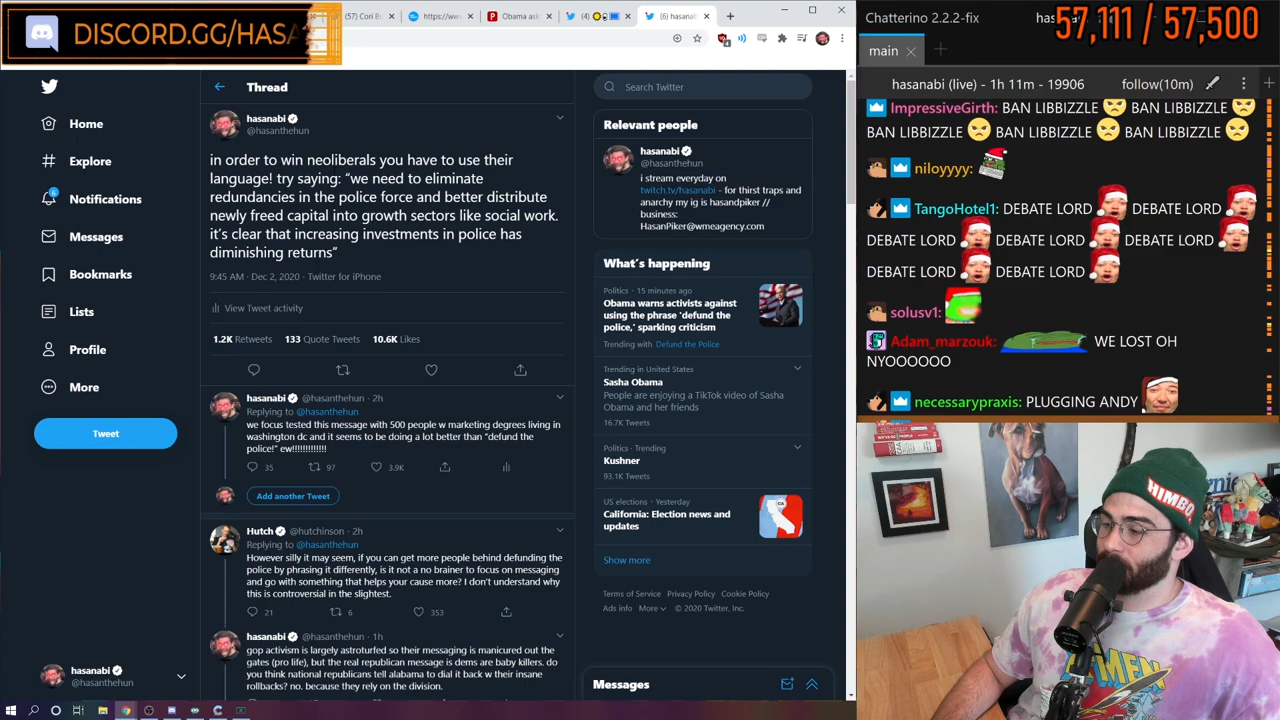 DISCORD.GG/HASA
(57) Cori B
https://ww
Obama ask
(4)
(6) hasanab
Thread
Home
Explore
6
Notifications
Messages
Bookmarks
Lists
Profile
More
Tweet
hasanabi
@hasanthehun
hasanabi
@hasanthehun
in order to win neoliberals you have to use their
language! try saying: “we need to eliminate
redundancies in the police force and better distribute
newly freed capital into growth sectors like social work.
it’s clear that increasing investments in police has
diminishing returns”
9:45 AM · Dec 2, 2020 · Twitter for iPhone
View Tweet activity
1.2K Retweets 133 Quote Tweets 10.6K Likes
hasanabi @hasanthehun · 2h
Replying to @hasanthehun
we focus tested this message with 500 people w marketing degrees living in
washington dc and it seems to be doing a lot better than “defund the
police!” ew!!!!!!!!!!!!!
35 97 3.9K
Add another Tweet
Hutch @hutchinson · 2h
Replying to @hasanthehun
However silly it may seem, if you can get more people behind defunding the
police by phrasing it differently, is it not a no brainer to focus on messaging
and go with something that helps your cause more? I don't understand why
this is controversial in the slightest.
21 6 353
hasanabi @hasanthehun · 1h
gop activism is largely astroturfed so their messaging is manicured out the
gates (pro life), but the real republican message is dems are baby killers. do
you think national republicans tell alabama to dial it back w their insane
rollbacks? no. because they rely on the division.
Search Twitter
Relevant people
hasanabi
@hasanthehun
i stream everyday on
twitch.tv/hasanabi - for thirst traps and
anarchy my ig is hasandpiker //
business:
HasanPiker@wmeagency.com
What’s happening
Politics · 15 minutes ago
Obama warns activists against
using the phrase 'defund the
police,' sparking criticism
Trending with Defund the Police
Trending in United States
Sasha Obama
People are enjoying a TikTok video of Sasha
Obama and her friends
16.7K Tweets
Politics · Trending
Kushner
93.1K Tweets
US elections · Yesterday
California: Election news and
updates
Show more
Terms of Service Privacy Policy Cookie Policy
Ads info More © 2020 Twitter, Inc.
Messages
Chatterino 2.2.2-fix
57,111 / 57,500
main
hasanabi (live) - 1h 11m - 19906 follow(10m)
ImpressiveGirth: BAN LIBBIZZLE BAN LIBBIZZLE
BAN LIBBIZZLE BAN LIBBIZZLE BAN LIBBIZZLE
niloyyyy:
TangoHotel1: DEBATE LORD DEBATE LORD
DEBATE LORD DEBATE LORD DEBATE LORD
DEBATE LORD DEBATE LORD
solusv1:
Adam_marzouk: WE LOST OH
NYOOOOOO
necessarypraxis: PLUGGING ANDY
HIMBO